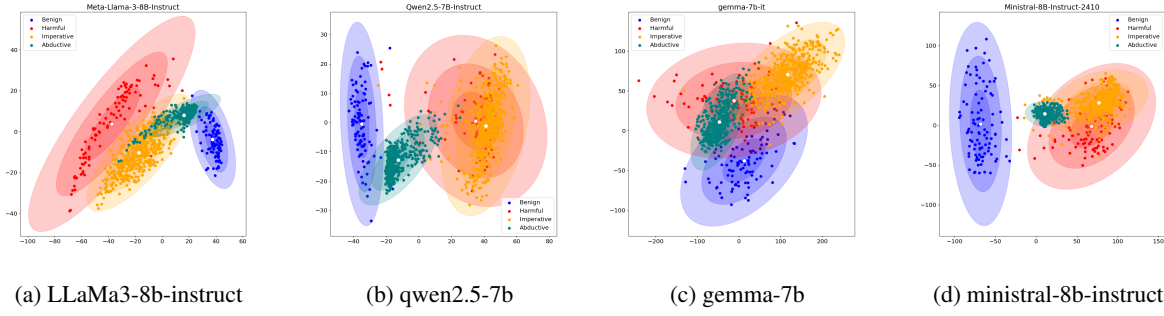 Meta-Llama-3-8B-Instruct
Benign
Harmful
Imperative
Abductive
40
20
0
−20
−40
−100 −80 −60 −40 −20 0 20 40 60
(a) LLaMa3-8b-instruct
Qwen2.5-7B-Instruct
30
20
10
0
−10
−20
−30
−40 −20 0 20 40 60 80
Benign
Harmful
Imperative
Abductive
(b) qwen2.5-7b
gemma-7b-it
Benign
Harmful
Imperative
Abductive
100
50
0
−50
−100
−200 −100 0 100 200
(c) gemma-7b
Ministral-8B-Instruct-2410
Benign
Harmful
Imperative
Abductive
100
50
0
−50
−100
−100 −50 0 50 100 150
(d) ministral-8b-instruct